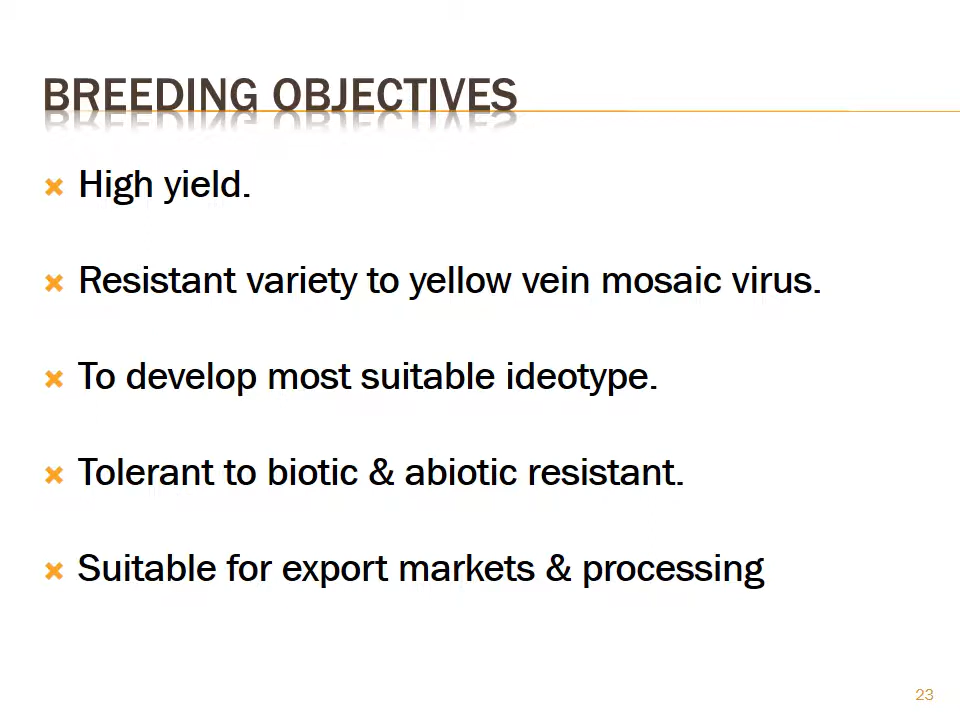 BREEDING OBJECTIVES
High yield.
Resistant variety to yellow vein mosaic virus.
To develop most suitable ideotype.
Tolerant to biotic & abiotic resistant.
Suitable for export markets & processing
23